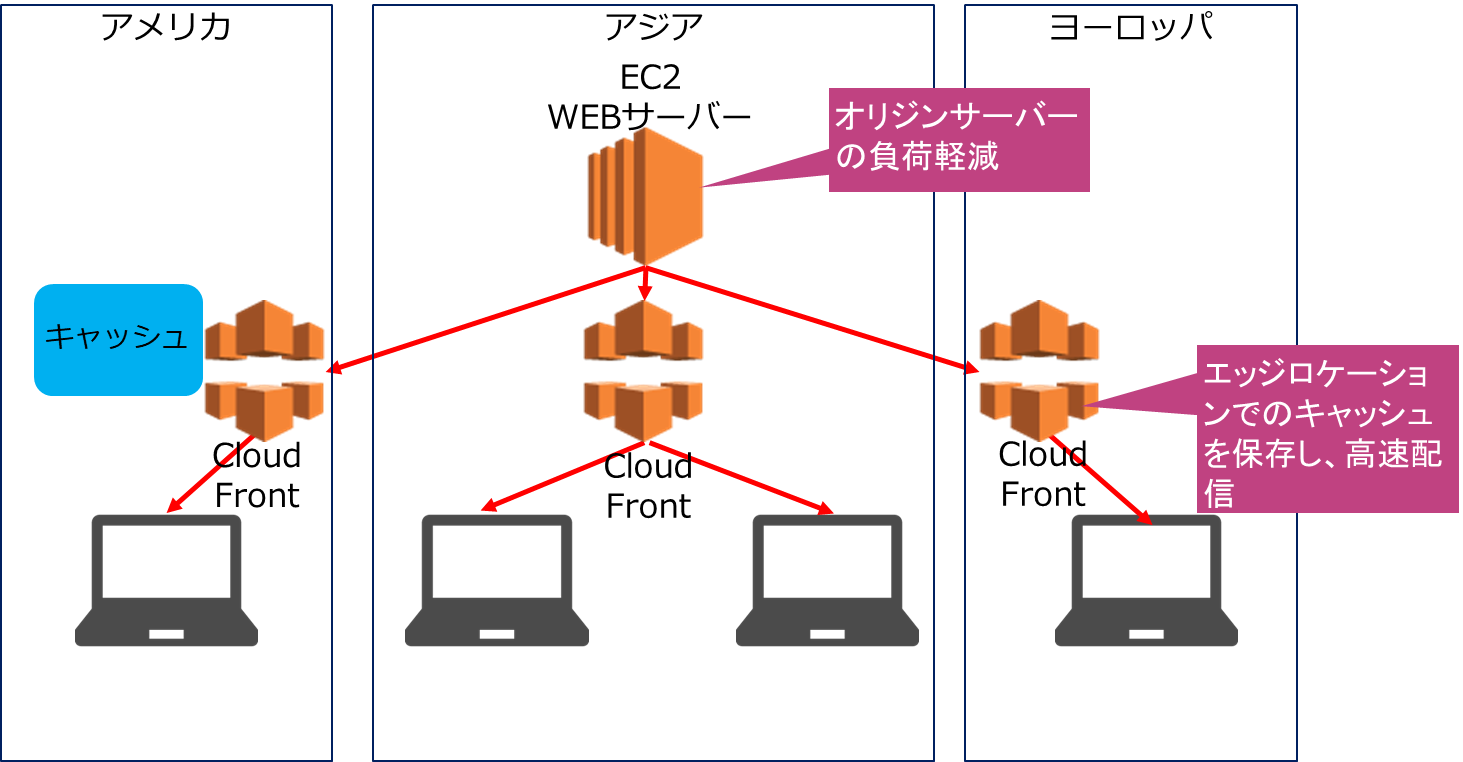 アメリカ
アジア
ヨーロッパ
EC2
WEBサーバー
オリジンサーバー
の負荷軽減
キャッシュ
エッジロケーショ
ンでのキャッシュ
を保存し、高速配
信
Cloud
Front
Cloud
Front
Cloud
Front